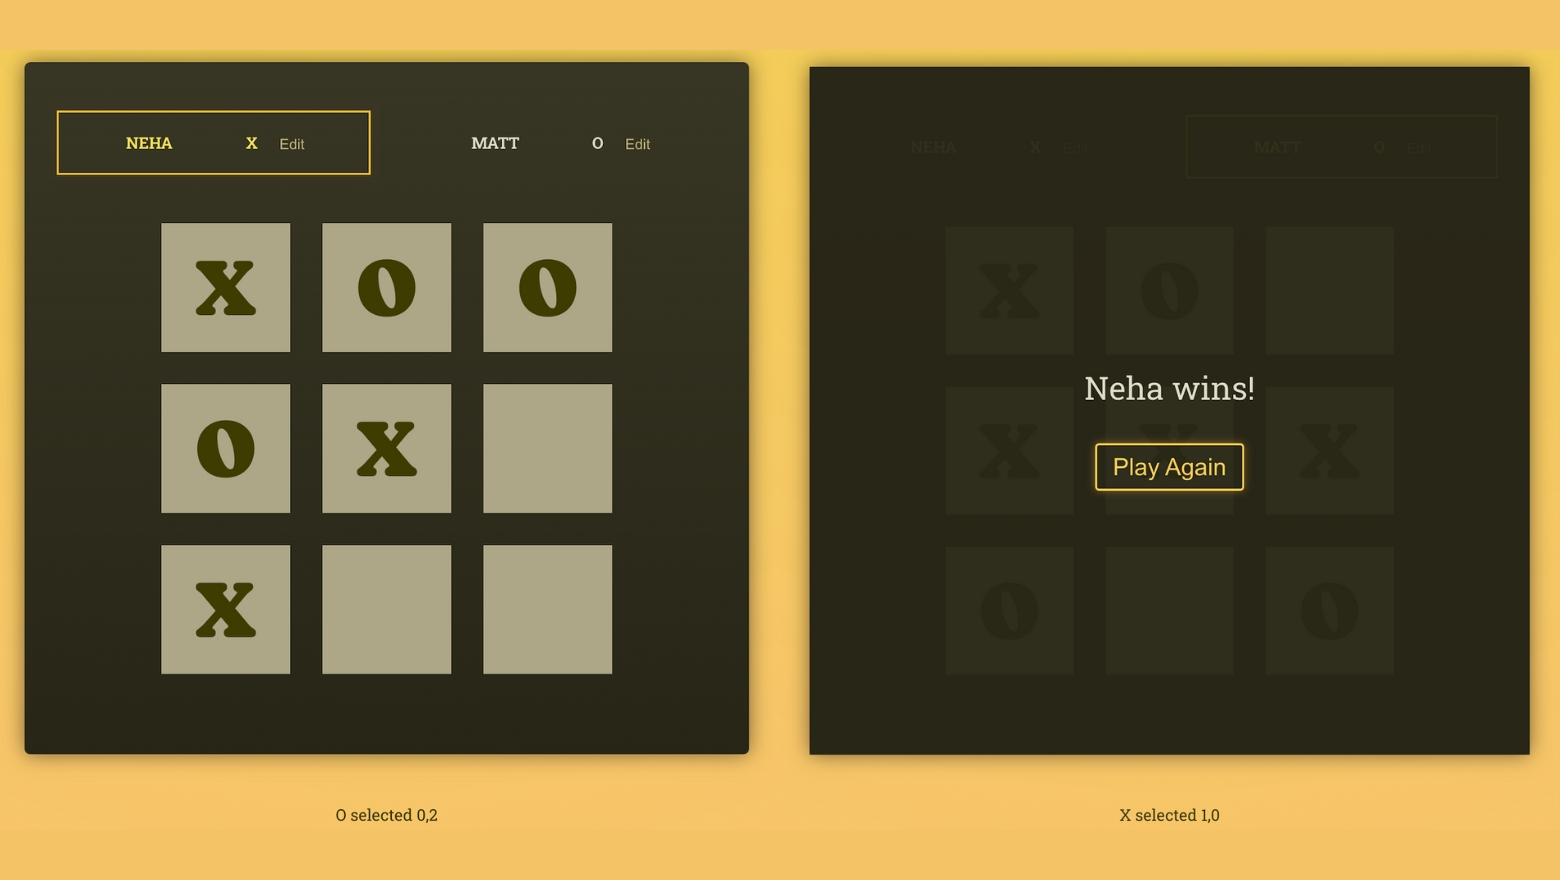 NEHA X Edit MATT O Edit
X O O
O X
X
O selected 0,2
NEHA X Edit MATT O Edit
X O
Neha wins!
X X X
Play Again
O O
X selected 1,0